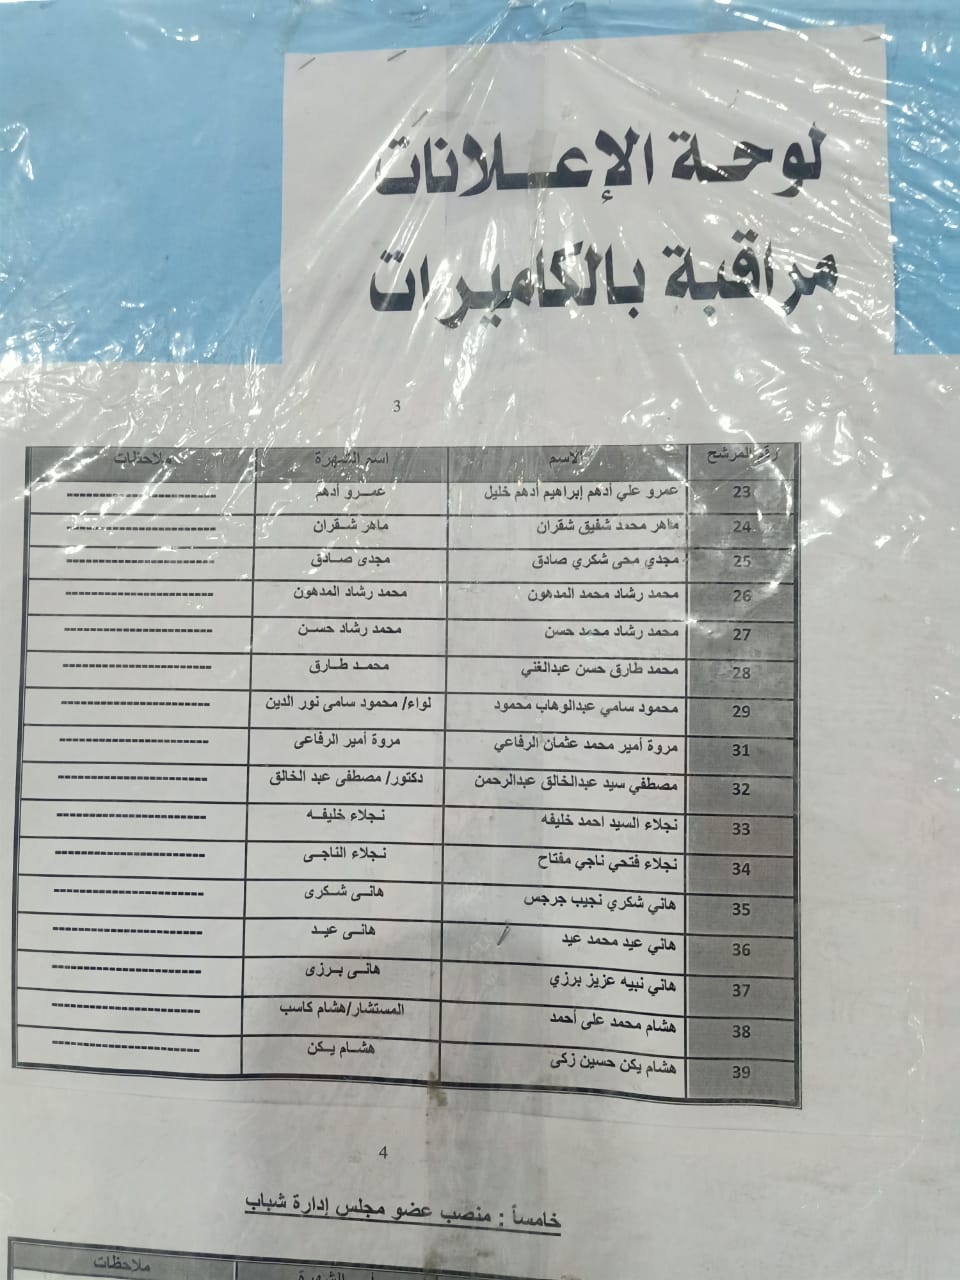 لوحة الإعلانات
مراقبة بالكاميرات
3
رقم المرشح الاسم اسم الشهرة ملاحظات
23 عمرو علي أدهم إبراهيم أدهم خليل عمرو أدهم ----------------------
24 ماهر محمد شفيق شقران ماهر شقران ----------------------
25 مجدي محى شكري صادق مجدى صادق ----------------------
26 محمد رشاد محمد المدهون محمد رشاد المدهون ----------------------
27 محمد رشاد محمد حسن محمد رشاد حسن ----------------------
28 محمد طارق حسن عبدالغني محمد طارق ----------------------
29 محمود سامي عبدالوهاب محمود لواء/ محمود سامى نور الدين ----------------------
31 مروة أمير محمد عثمان الرفاعي مروة أمير الرفاعى ----------------------
32 مصطفي سيد عبدالخالق عبدالرحمن دكتور/ مصطفى عبد الخالق ----------------------
33 نجلاء السيد احمد خليفه نجلاء خليفه ----------------------
34 نجلاء فتحي ناجي مفتاح نجلاء الناجى ----------------------
35 هاني شكري نجيب جرجس هانى شكرى ----------------------
36 هاني عيد محمد عيد هانى عيد ----------------------
37 هاني نبيه عزيز برزي هانى برزى ----------------------
38 هشام محمد على أحمد المستشار/هشام كاسب ----------------------
39 هشام يكن حسين زكى هشام يكن ----------------------
4
خامساً : منصب عضو مجلس إدارة شباب
الشهرة ملاحظات